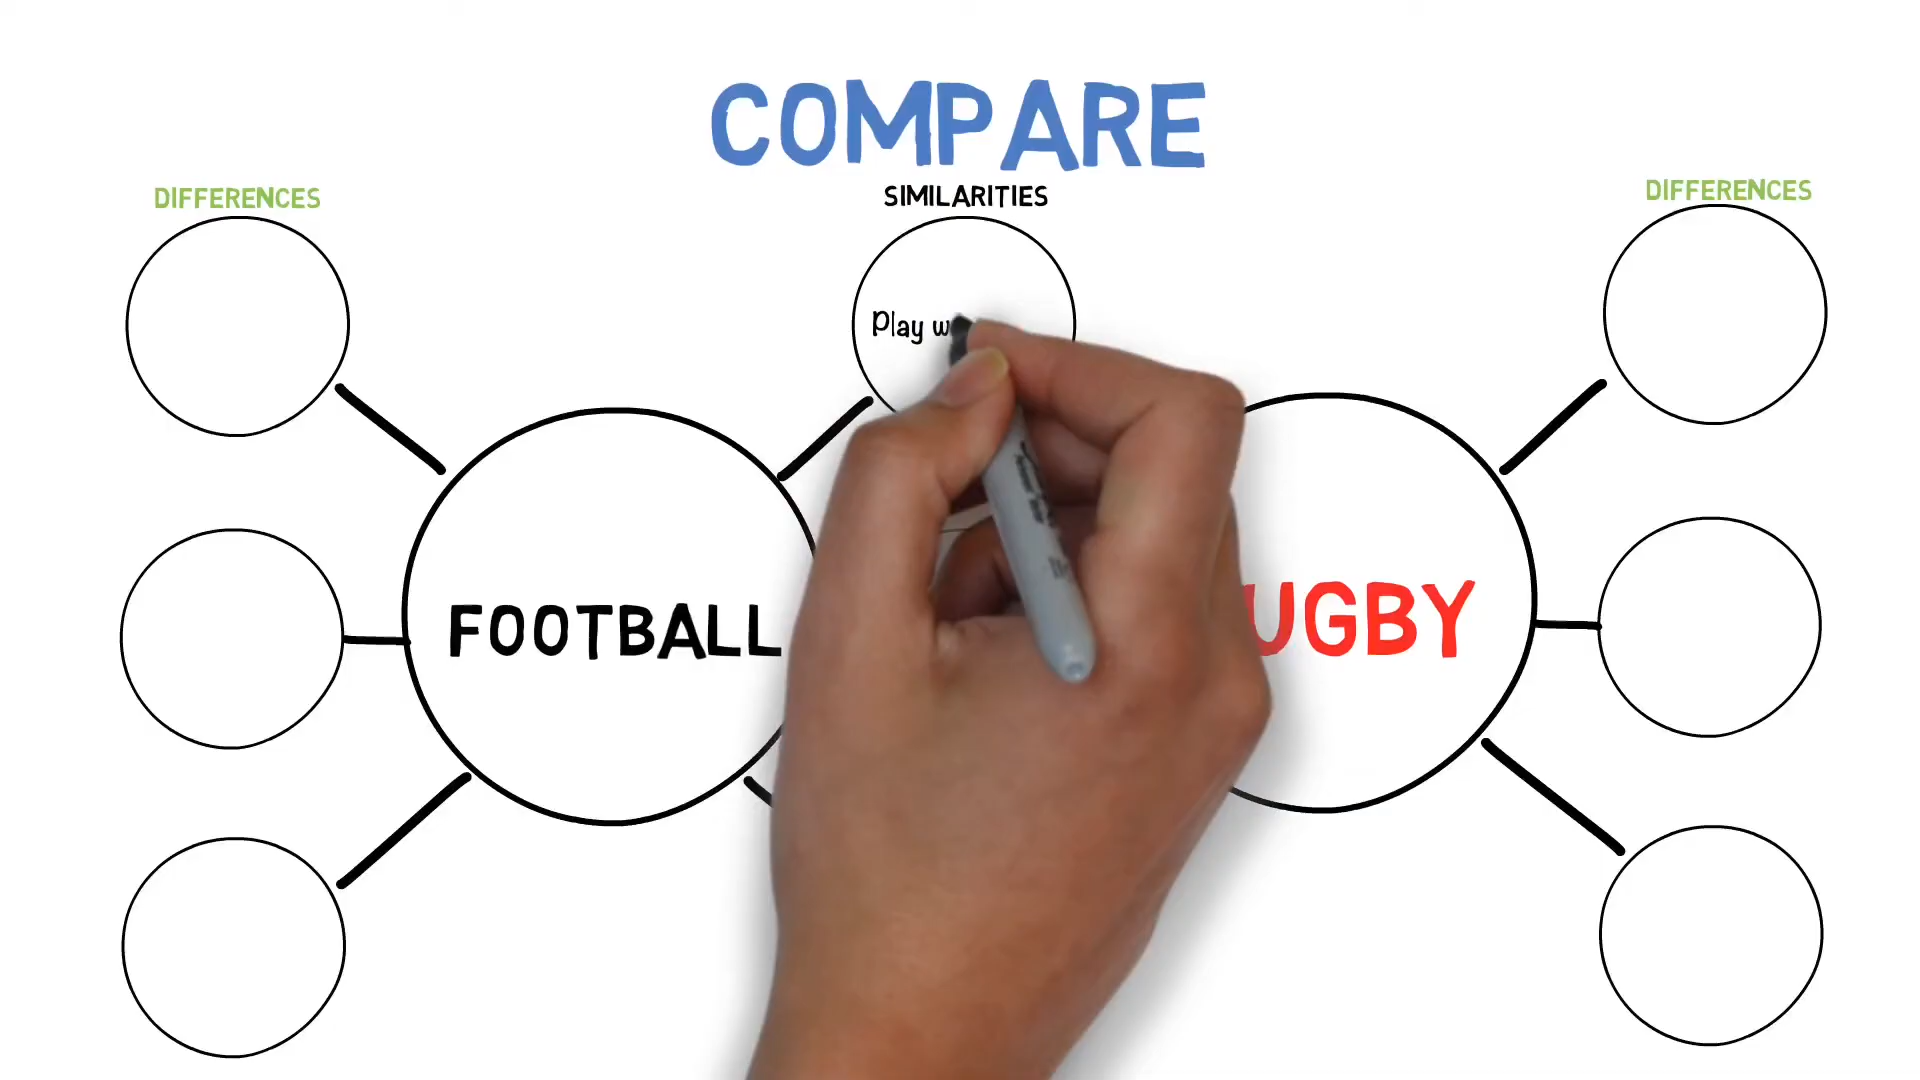 COMPARE
DIFFERENCES
SIMILARITIES
DIFFERENCES
Play w
FOOTBALL
UGBY